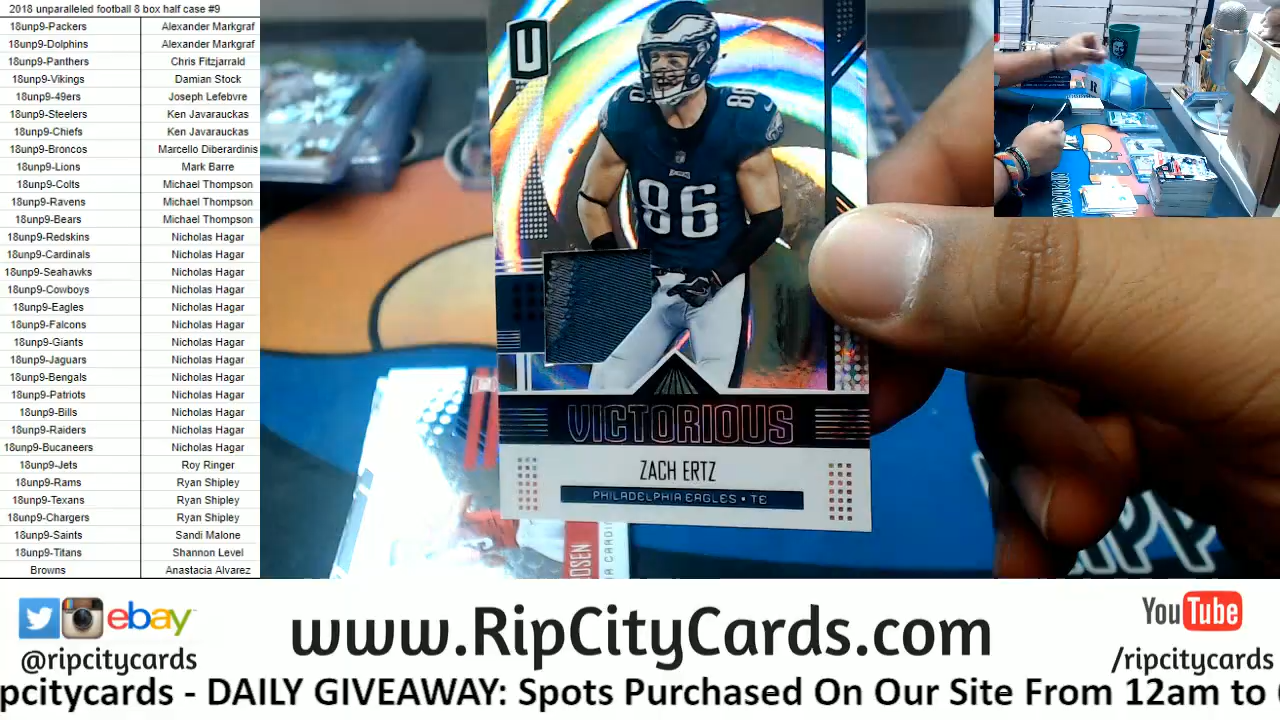 2018 unparalleled football 8 box half case #9
18unp9-Packers Alexander Markgraf
18unp9-Dolphins Alexander Markgraf
18unp9-Panthers Chris Fitzjarrald
18unp9-Vikings Damian Stock
18unp9-49ers Joseph Lefebvre
18unp9-Steelers Ken Javarauckas
18unp9-Chiefs Ken Javarauckas
18unp9-Broncos Marcello Diberardinis
18unp9-Lions Mark Barre
18unp9-Colts Michael Thompson
18unp9-Ravens Michael Thompson
18unp9-Bears Michael Thompson
18unp9-Redskins Nicholas Hagar
18unp9-Cardinals Nicholas Hagar
18unp9-Seahawks Nicholas Hagar
18unp9-Cowboys Nicholas Hagar
18unp9-Eagles Nicholas Hagar
18unp9-Falcons Nicholas Hagar
18unp9-Giants Nicholas Hagar
18unp9-Jaguars Nicholas Hagar
18unp9-Bengals Nicholas Hagar
18unp9-Patriots Nicholas Hagar
18unp9-Bills Nicholas Hagar
18unp9-Raiders Nicholas Hagar
18unp9-Bucaneers Nicholas Hagar
18unp9-Jets Roy Ringer
18unp9-Rams Ryan Shipley
18unp9-Texans Ryan Shipley
18unp9-Chargers Ryan Shipley
18unp9-Saints Sandi Malone
18unp9-Titans Shannon Level
Browns Anastacia Alvarez
U
86
86
VICTORIOUS
ZACH ERTZ
PHILADELPHIA EAGLES • TE
OSEN
ebay
@ripcitycards
www.RipCityCards.com
YouTube
/ripcitycards
pcitycards - DAILY GIVEAWAY: Spots Purchased On Our Site From 12am to